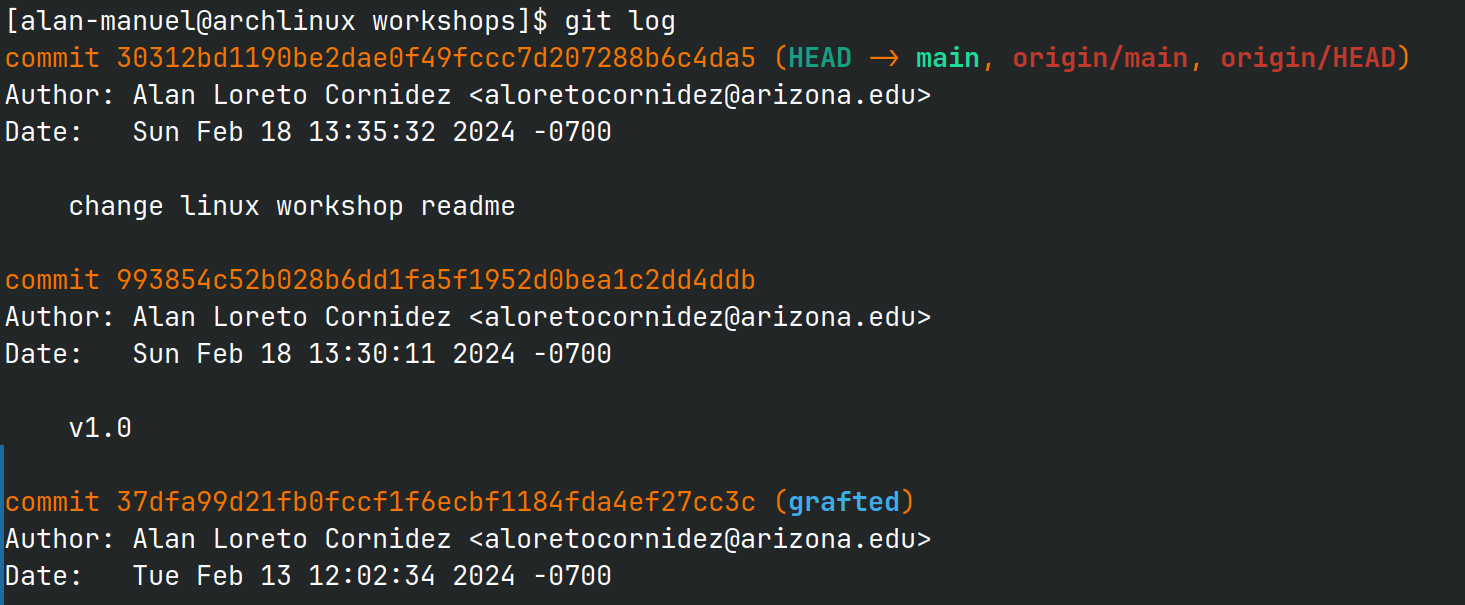 [alan-manuel@archlinux workshops]$ git log
commit 30312bd1190be2dae0f49fccc7d207288b6c4da5 (HEAD -> main, origin/main, origin/HEAD)
Author: Alan Loreto Cornidez <aloretocornidez@arizona.edu>
Date:   Sun Feb 18 13:35:32 2024 -0700
    change linux workshop readme
commit 993854c52b028b6dd1fa5f1952d0bea1c2dd4ddb
Author: Alan Loreto Cornidez <aloretocornidez@arizona.edu>
Date:   Sun Feb 18 13:30:11 2024 -0700
    v1.0
commit 37dfa99d21fb0fccf1f6ecbf1184fda4ef27cc3c (grafted)
Author: Alan Loreto Cornidez <aloretocornidez@arizona.edu>
Date:   Tue Feb 13 12:02:34 2024 -0700